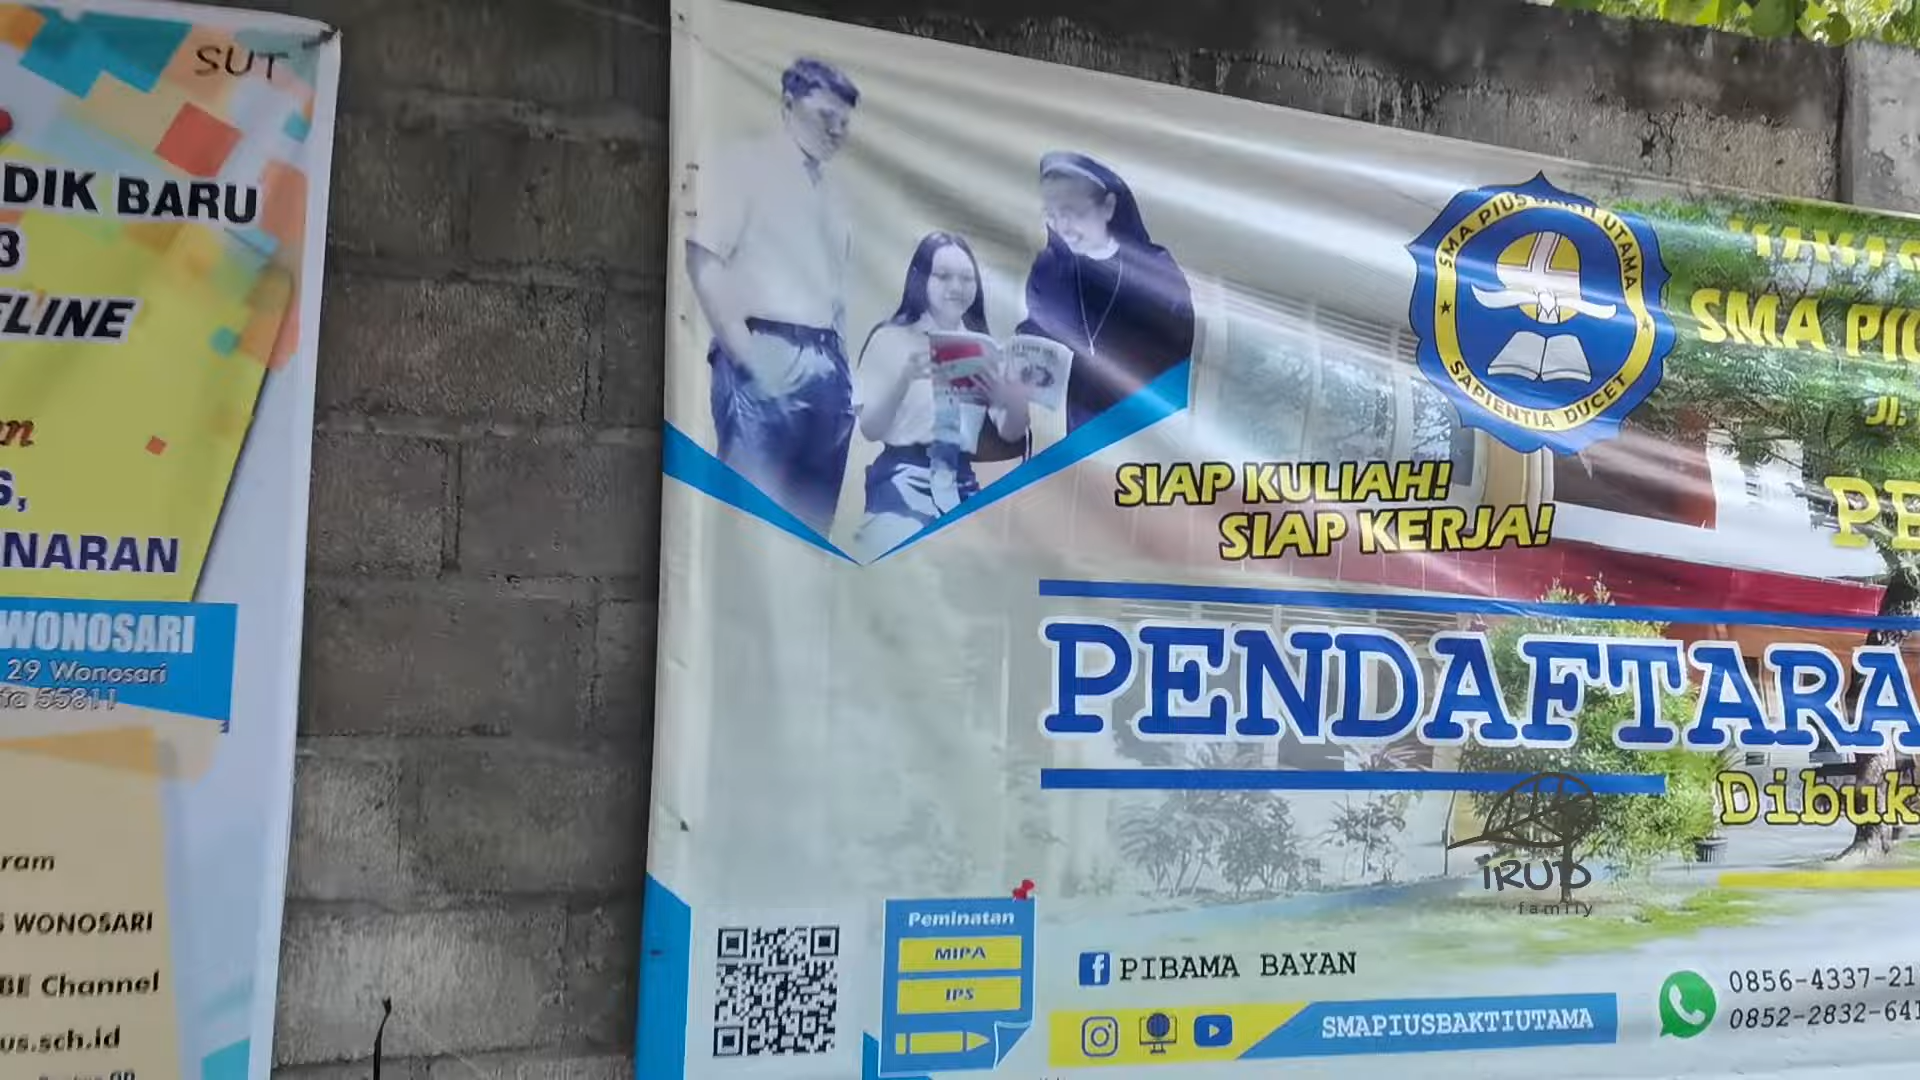 SUT
DIK BARU
3
ELINE
S,
NARAN
WONOSARI
29 Wonosari
55811
ram
WONOSARI
BE Channel
us.sch.id
SMA PIUS BAKTI UTAMA
SAPIENTIA DUCET
SMA PIU
Jl.
SIAP KULIAH!
SIAP KERJA!
PE
PENDAFTARA
Dibuk
iRUD
family
Peminatan
MIPA
IPS
PIBAMA BAYAN
SMAPIUSBAKTIUTAMA
0856-4337-21
0852-2832-641